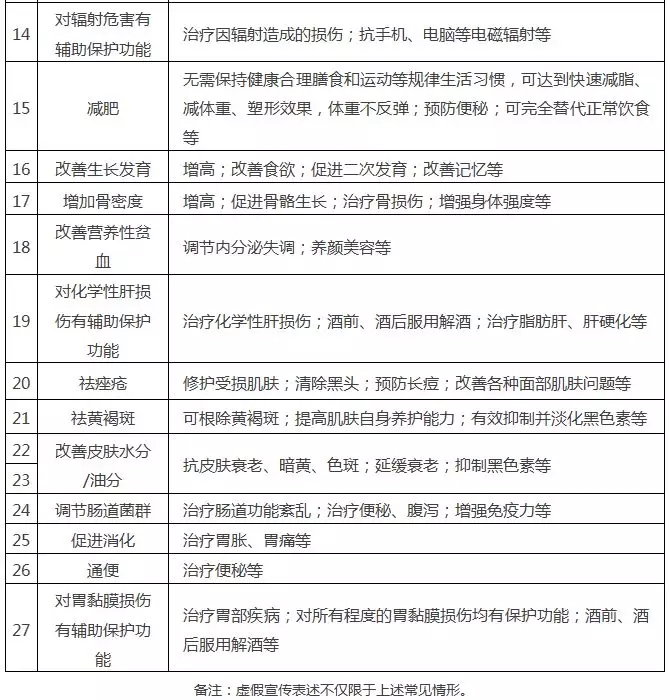 14
对辐射危害有
辅助保护功能
治疗因辐射造成的损伤；抗手机、电脑等电磁辐射等
15
减肥
无需保持健康合理膳食和运动等规律生活习惯，可达到快速减脂、
减体重、塑形效果，体重不反弹；预防便秘；可完全替代正常饮食
等
16
改善生长发育
增高；改善食欲；促进二次发育；改善记忆等
17
增加骨密度
增高；促进骨骼生长；治疗骨损伤；增强身体强度等
18
改善营养性贫
血
调节内分泌失调；养颜美容等
19
对化学性肝损
伤有辅助保护
功能
治疗化学性肝损伤；酒前、酒后服用解酒；治疗脂肪肝、肝硬化等
20
祛痤疮
修护受损肌肤；清除黑头；预防长痘；改善各种面部肌肤问题等
21
祛黄褐斑
可根除黄褐斑；提高肌肤自身养护能力；有效抑制并淡化黑色素等
22
23
改善皮肤水分
/油分
抗皮肤衰老、暗黄、色斑；延缓衰老；抑制黑色素等
24
调节肠道菌群
治疗肠道功能紊乱；治疗便秘、腹泻；增强免疫力等
25
促进消化
治疗胃胀、胃痛等
26
通便
治疗便秘等
27
对胃黏膜损伤
有辅助保护功
能
治疗胃部疾病；对所有程度的胃黏膜损伤均有保护功能；酒前、酒
后服用解酒等
备注：虚假宣传表述不仅限于上述常见情形。